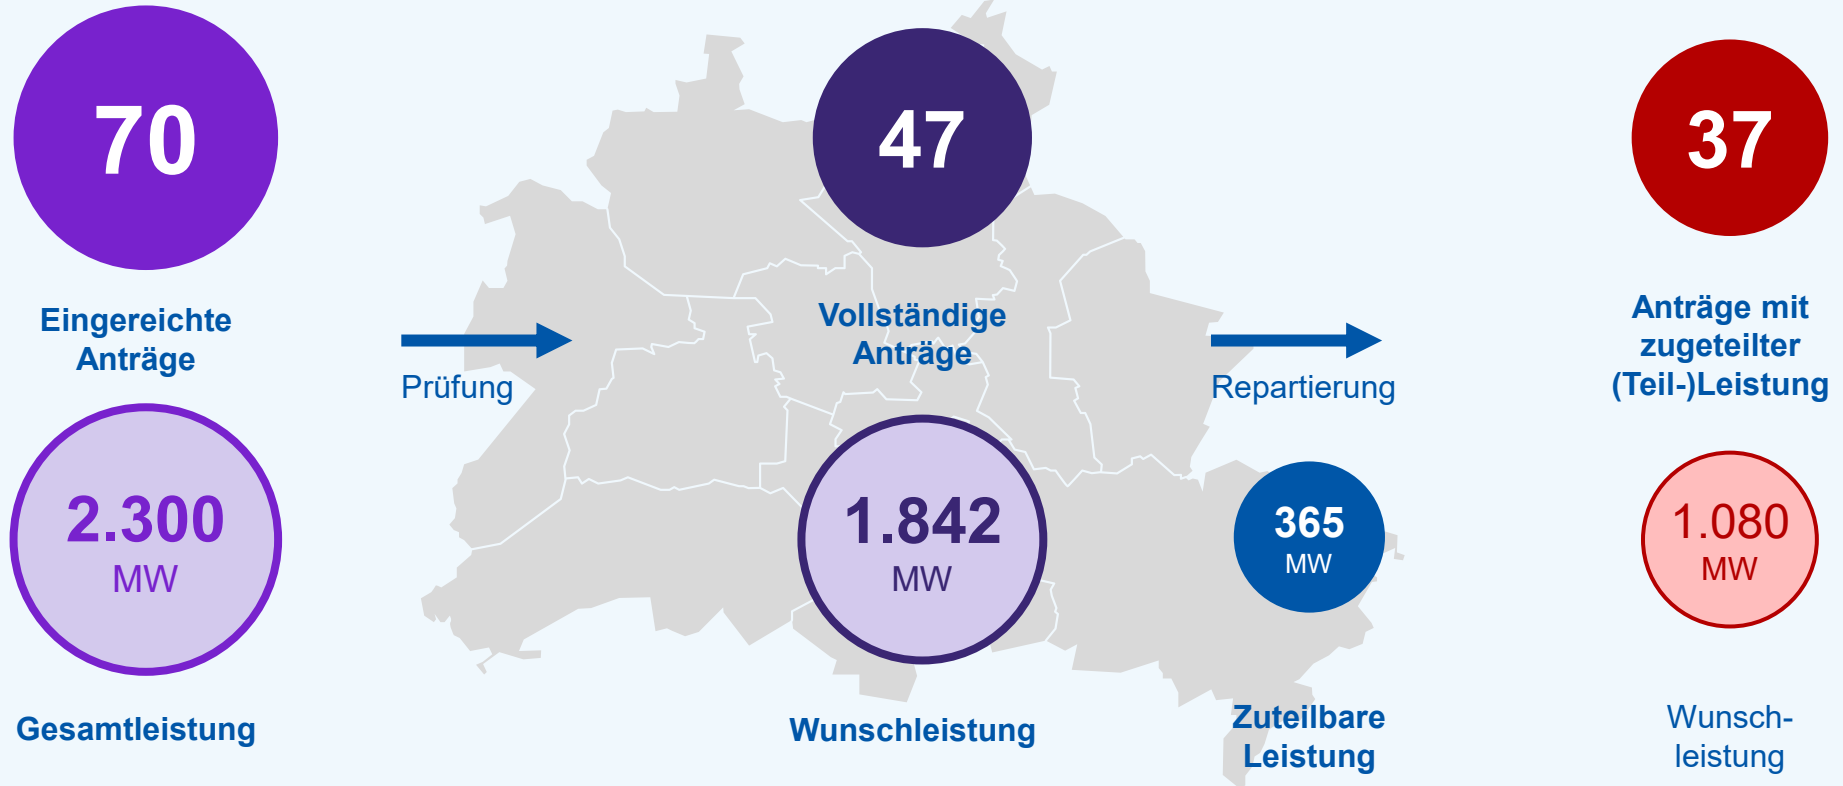 70
Eingereichte
Anträge
2.300
MW
Gesamtleistung
Prüfung
47
Vollständige
Anträge
1.842
MW
Wunschleistung
Repartierung
365
MW
Zuteilbare
Leistung
37
Anträge mit
zugeteilter
(Teil-)Leistung
1.080
MW
Wunsch-
leistung